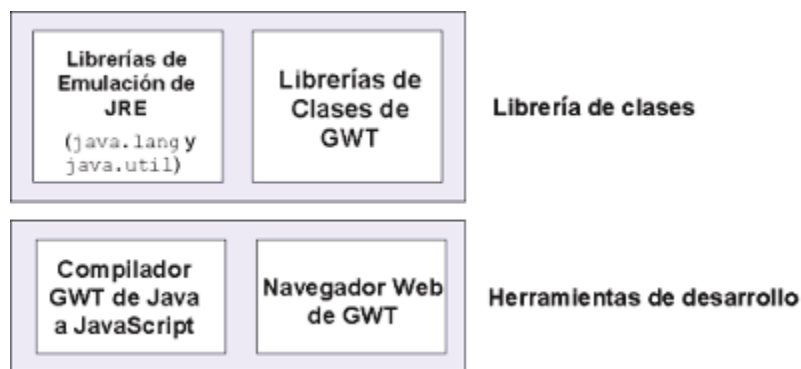 Librerías de
Emulación de
JRE
(java.lang y
java.util)
Librerías de
Clases de
GWT
Librería de clases
Compilador
GWT de Java
a JavaScript
Navegador Web
de GWT
Herramientas de desarrollo